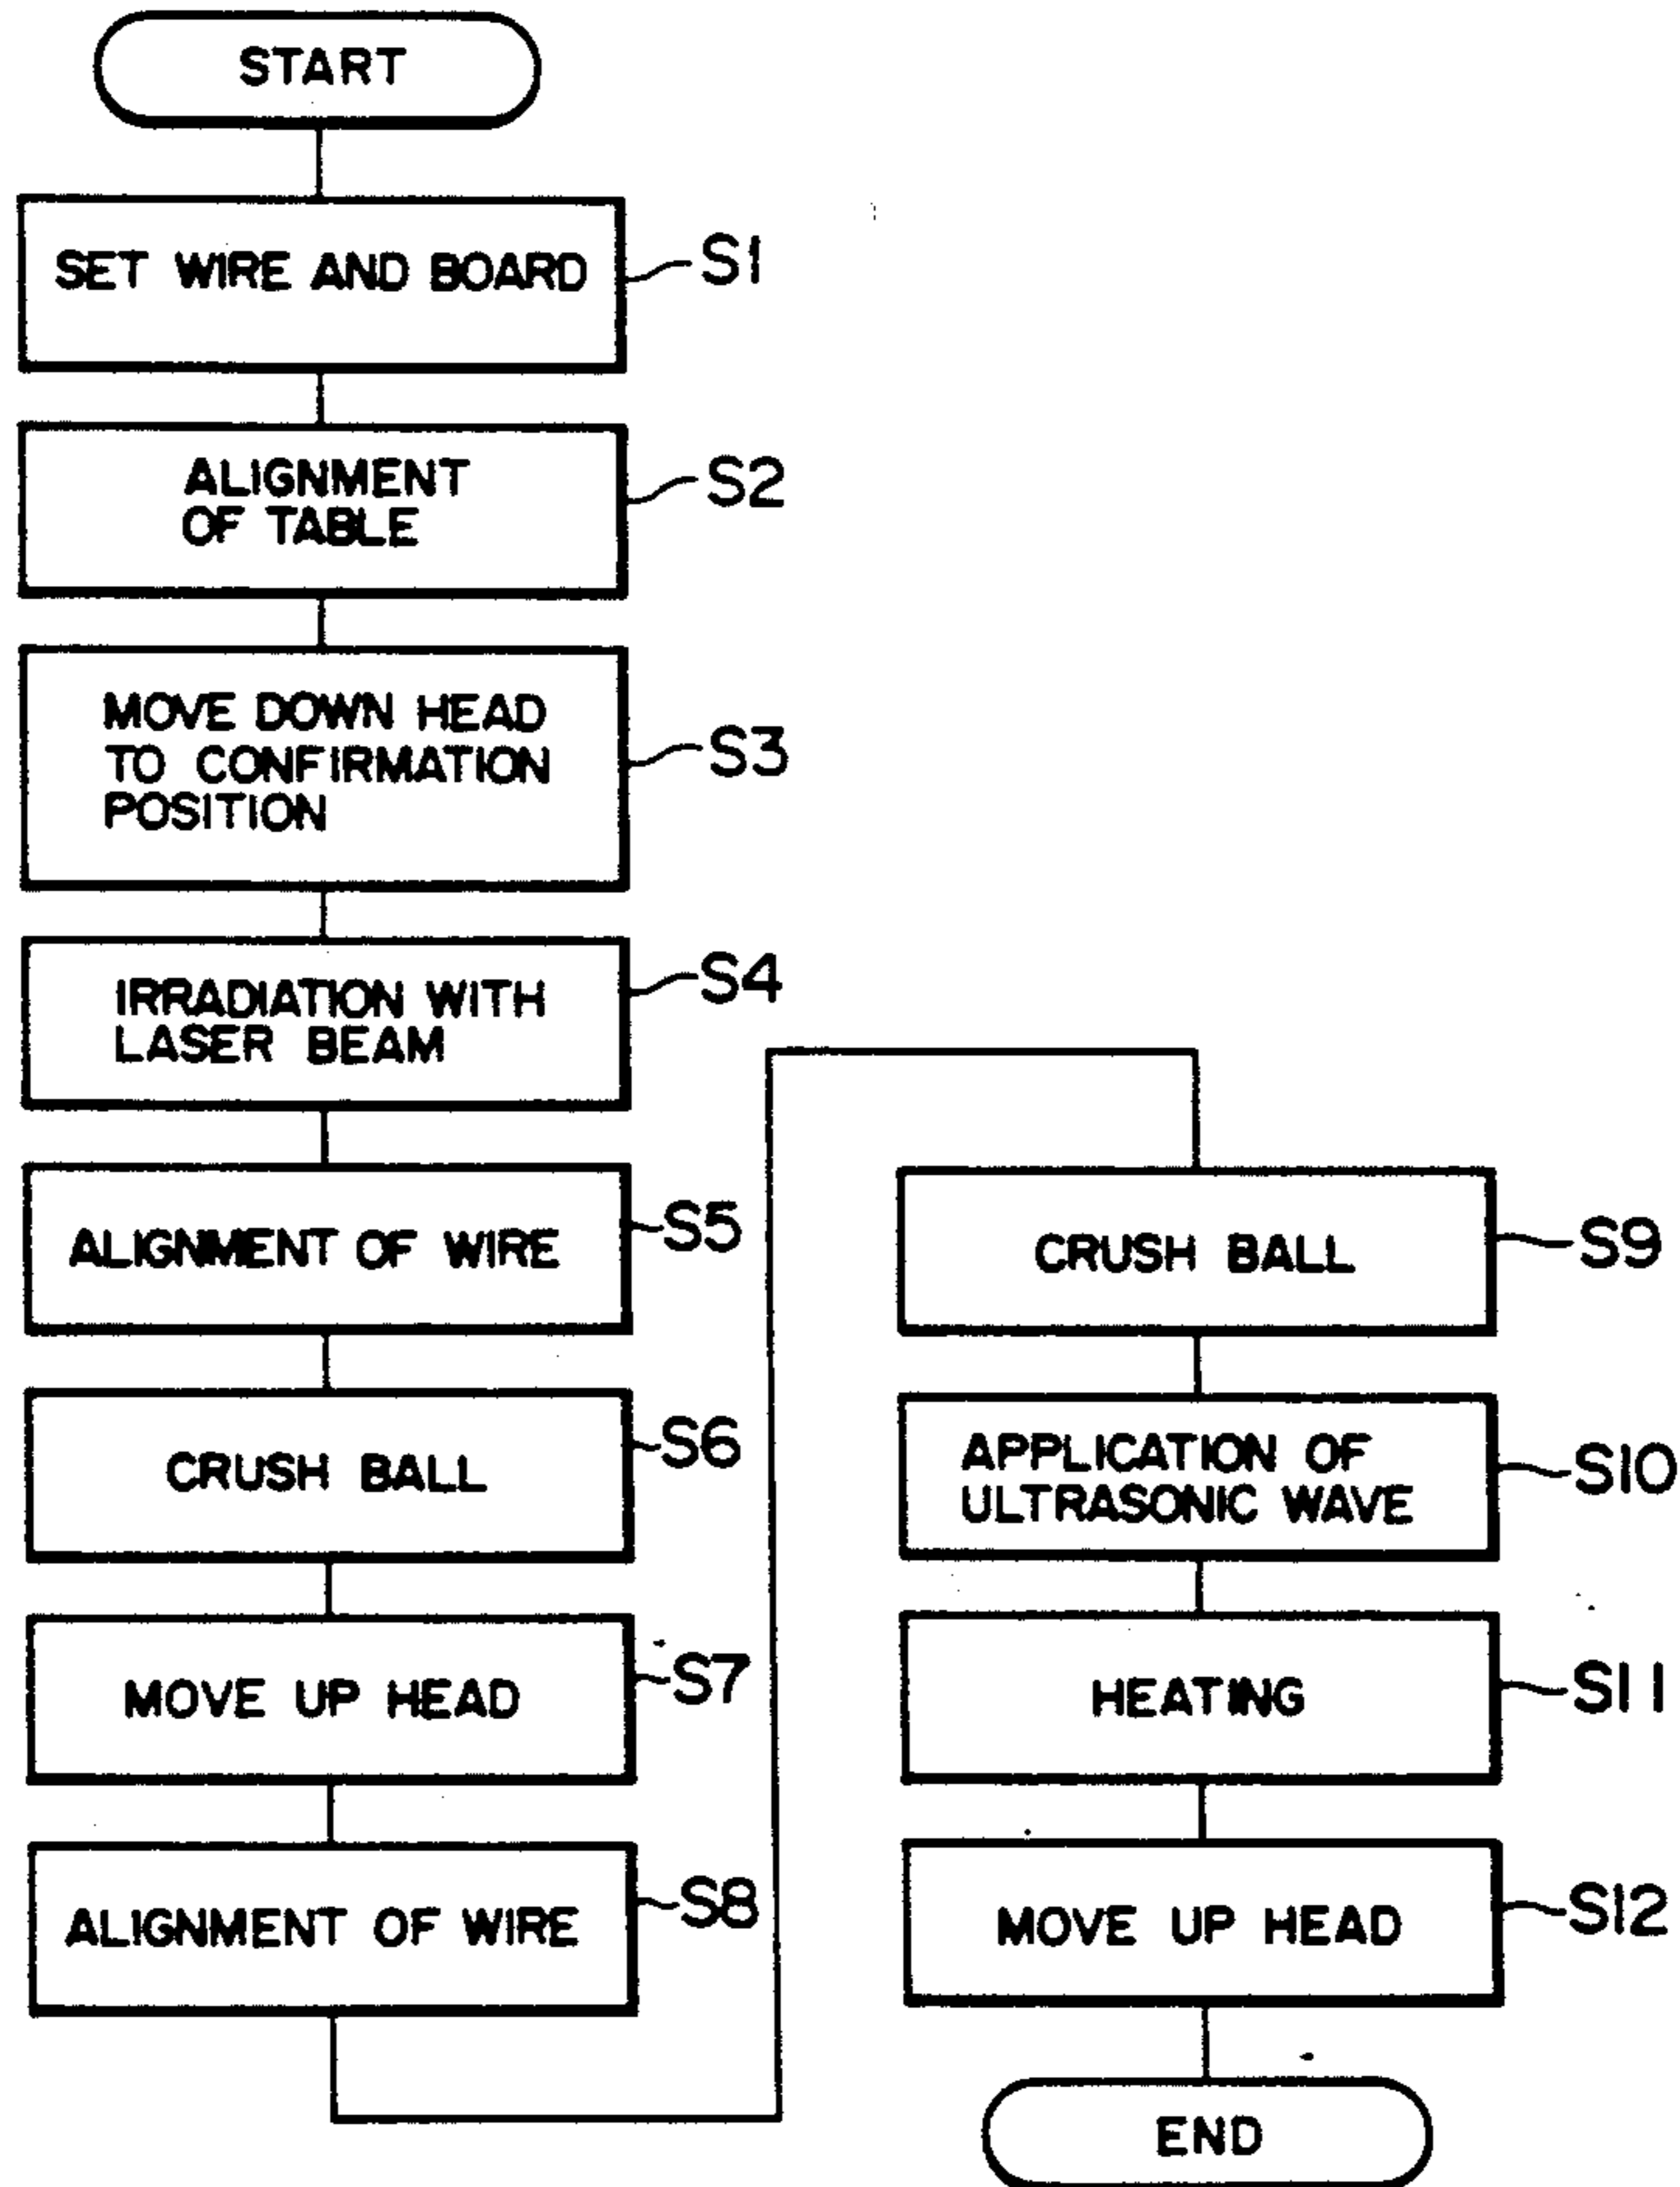 START
SET WIRE AND BOARD
S1
ALIGNMENT
OF TABLE
S2
MOVE DOWN HEAD
TO CONFIRMATION
POSITION
S3
IRRADIATION WITH
LASER BEAM
S4
ALIGNMENT OF WIRE
S5
CRUSH BALL
S6
MOVE UP HEAD
S7
ALIGNMENT OF WIRE
S8
CRUSH BALL
S9
APPLICATION OF
ULTRASONIC WAVE
S10
HEATING
S11
MOVE UP HEAD
S12
END